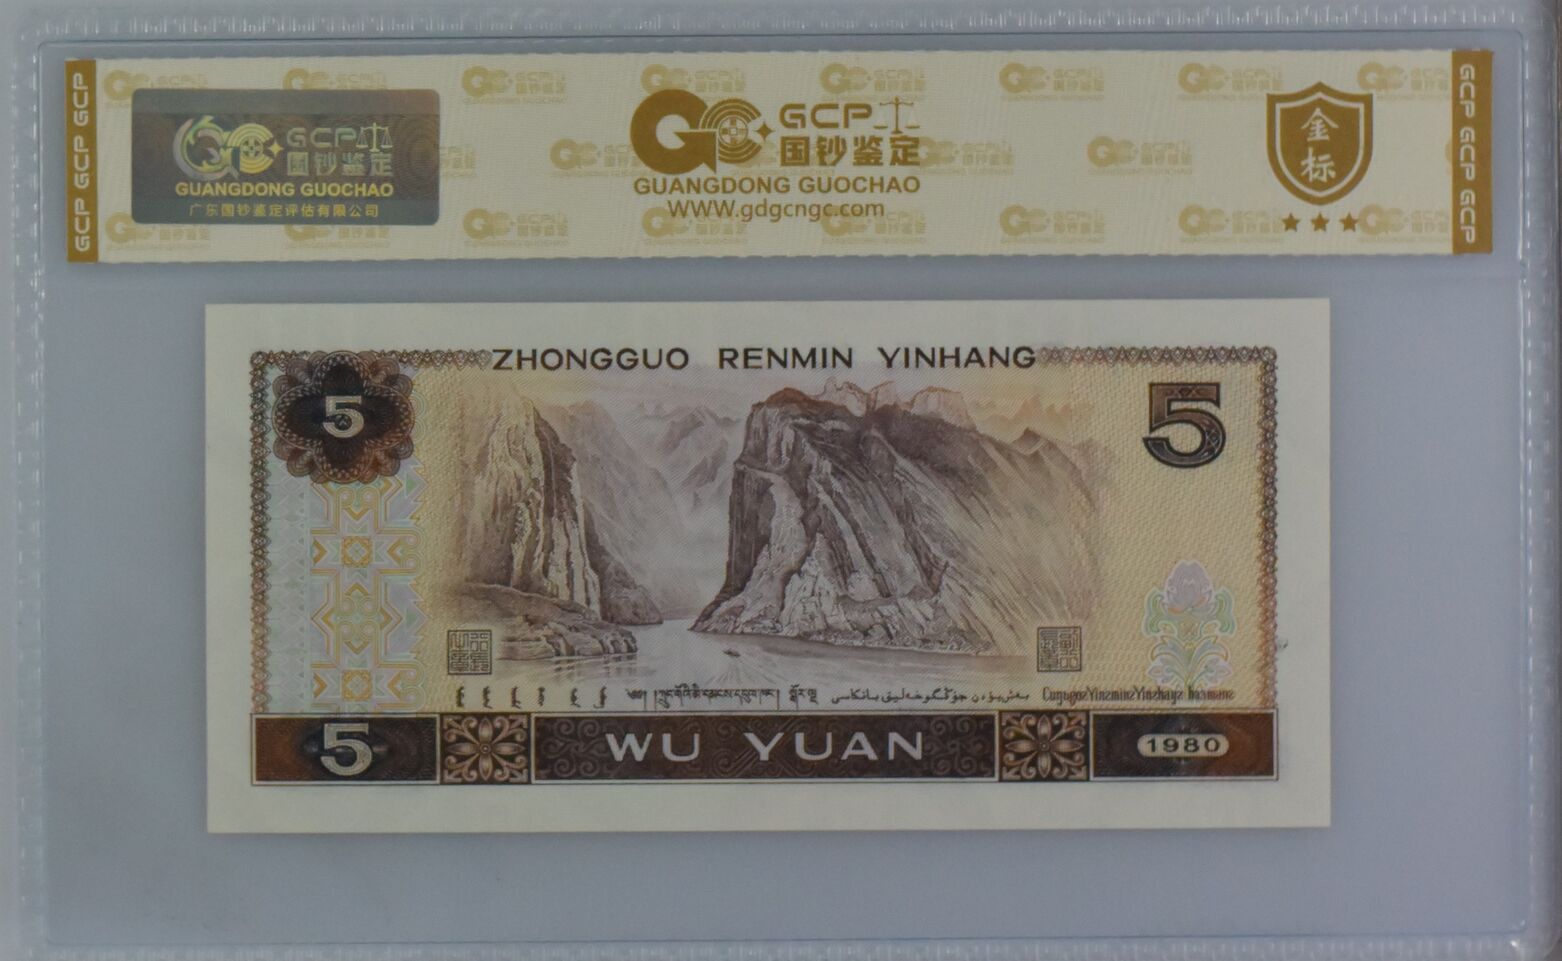 GCP GCP GCP
GCP 国钞鉴定
GUANGDONG GUOCHAO
广东国钞鉴定评估有限公司
GCP
国钞鉴定
GUANGDONG GUOCHAO
WWW.gdgcngc.com
金标
GCP GCP GCP
ZHONGGUO RENMIN YINHANG
5
5
5
WU YUAN
1980